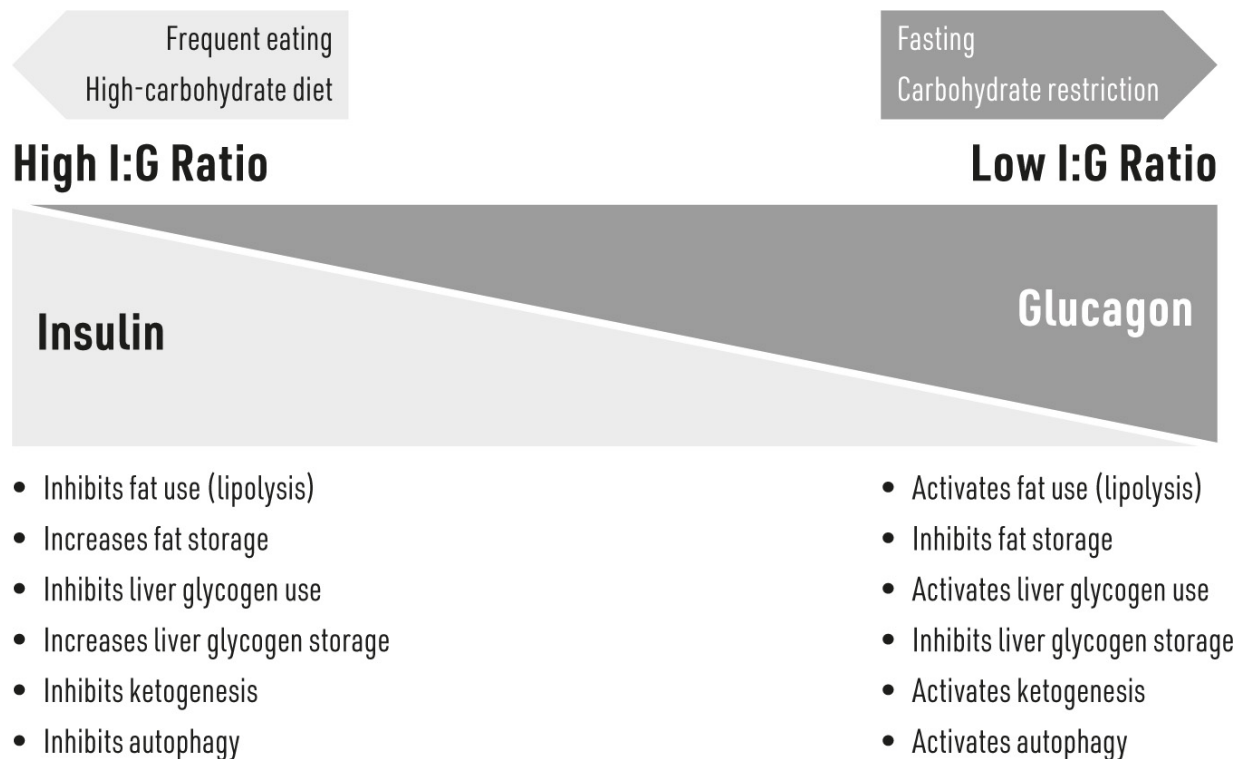 Frequent eating
High-carbohydrate diet
Fasting
Carbohydrate restriction
High I:G Ratio
Low I:G Ratio
Insulin
Glucagon
• Inhibits fat use (lipolysis)
• Increases fat storage
• Inhibits liver glycogen use
• Increases liver glycogen storage
• Inhibits ketogenesis
• Inhibits autophagy
• Activates fat use (lipolysis)
• Inhibits fat storage
• Activates liver glycogen use
• Inhibits liver glycogen storage
• Activates ketogenesis
• Activates autophagy